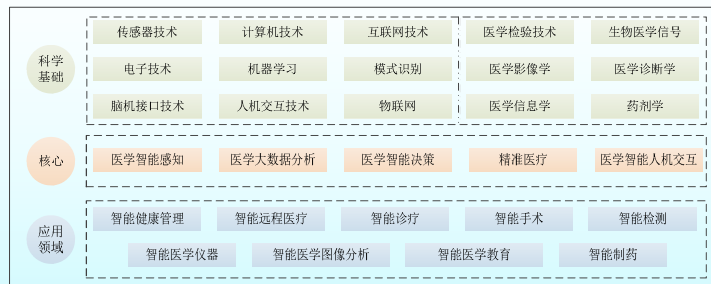 科学
基础
传感器技术 计算机技术 互联网技术 医学检验技术 生物医学信号
电子技术 机器学习 模式识别 医学影像学 医学诊断学
脑机接口技术 人机交互技术 物联网 医学信息学 药剂学
核心
医学智能感知 医学大数据分析 医学智能决策 精准医疗 医学智能人机交互
应用
领域
智能健康管理 智能远程医疗 智能诊疗 智能手术 智能检测
智能医学仪器 智能医学图像分析 智能医学教育 智能制药